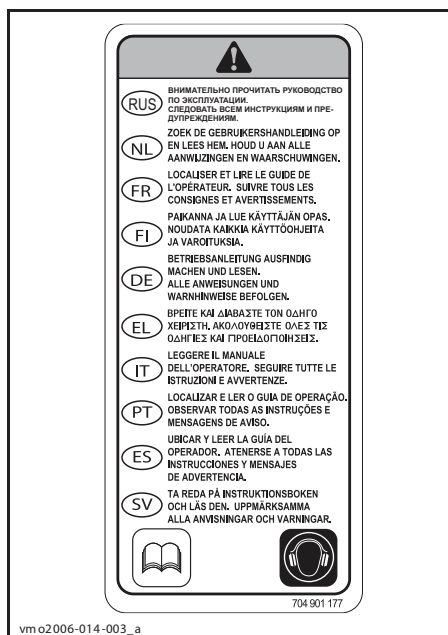 RUS
ВНИМАТЕЛЬНО ПРОЧИТАТЬ РУКОВОДСТВО
ПО ЭКСПЛУАТАЦИИ.
СЛЕДОВАТЬ ВСЕМ ИНСТРУКЦИЯМ И ПРЕ-
ДУПРЕЖДЕНИЯМ.
NL
ZOEK DE GEBRUIKERSHANDLEIDING OP
EN LEES HEM. HOUD U AAN ALLE
AANWIJZINGEN EN WAARSCHUWINGEN.
FR
LOCALISER ET LIRE LE GUIDE DE
L'OPÉRATEUR. SUIVRE TOUS LES
CONSIGNES ET AVERTISSEMENTS.
FI
PAIKANNA JA LUE KÄYTTÄJÄN OPAS.
NOUDATA KAIKKIA KÄYTTÖOHJEITA
JA VAROITUKSIA.
DE
BETRIEBSANLEITUNG AUSFINDIG
MACHEN UND LESEN.
ALLE ANWEISUNGEN UND
WARNHINWEISE BEFOLGEN.
EL
ΒΡΕΙΤΕ ΚΑΙ ΔΙΑΒΑΣΤΕ ΤΟΝ ΟΔΗΓΟ
ΧΕΙΡΙΣΤΗ. ΑΚΟΛΟΥΘΕΙΣΤΕ ΟΛΕΣ ΤΙΣ
ΟΔΗΓΙΕΣ ΚΑΙ ΠΡΟΕΙΔΟΠΟΙΗΣΕΙΣ.
IT
LEGGERE IL MANUALE
DELL'OPERATORE. SEGUIRE TUTTE LE
ISTRUZIONI E AVVERTENZE.
PT
LOCALIZAR E LER O GUIA DE OPERAÇÃO.
OBSERVAR TODAS AS INSTRUÇÕES E
MENSAGENS DE AVISO.
ES
UBICAR Y LEER LA GUÍA DEL
OPERADOR. ATENERSE A TODAS LAS
INSTRUCCIONES Y MENSAJES
DE ADVERTENCIA.
SV
TA REDA PÅ INSTRUKTIONSBOKEN
OCH LÄS DEN. UPPMÄRKSAMMA
ALLA ANVISNINGAR OCH VARNINGAR.
704 901 177
vmo2006-014-003_a